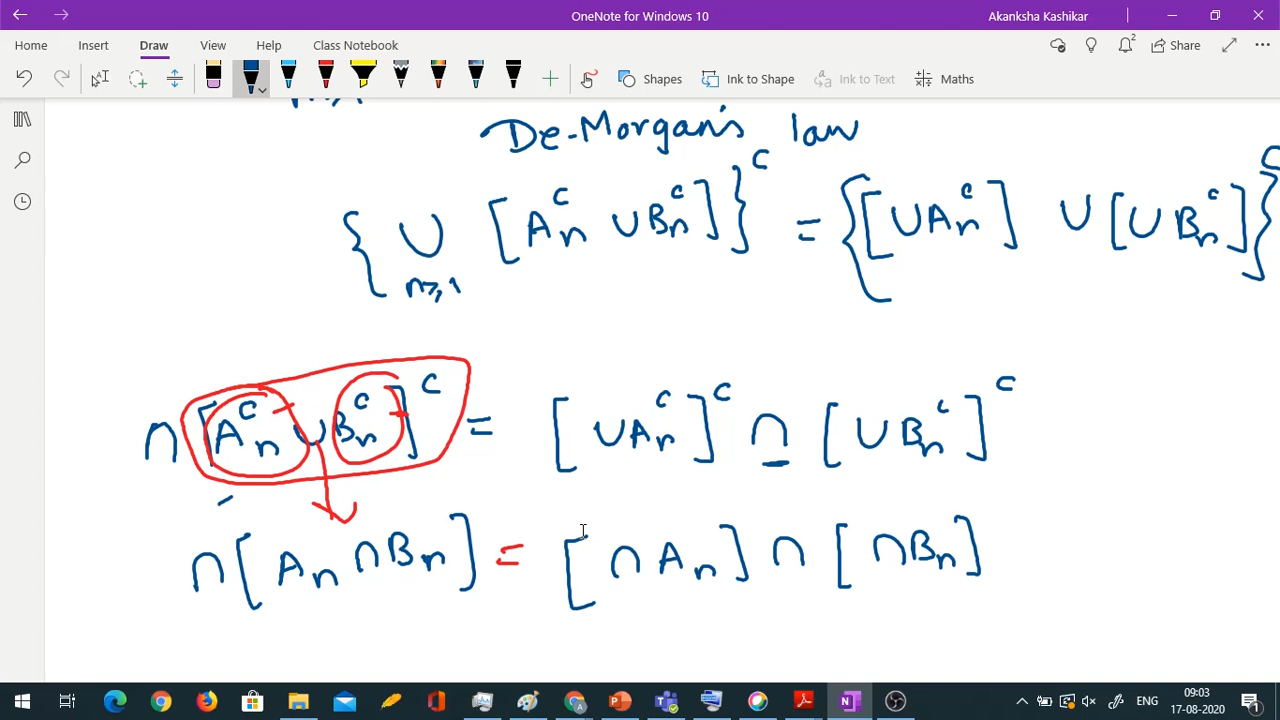 OneNote for Windows 10
Akanksha Kashikar
Home Insert Draw View Help Class Notebook
Share
Shapes Ink to Shape Ink to Text Maths
De-Morgan's law
{ ∪ n≥1 [Aₙᶜ ∪ Bₙᶜ] }ᶜ = { [∪Aₙᶜ] ∪ [∪Bₙᶜ] }ᶜ
∩ [Aₙᶜ ∪ Bₙᶜ]ᶜ = [∪Aₙᶜ]ᶜ ∩ [∪Bₙᶜ]ᶜ
∩ [Aₙ ∩ Bₙ] = [∩Aₙ] ∩ [∩Bₙ]
ENG
09:03
17-08-2020